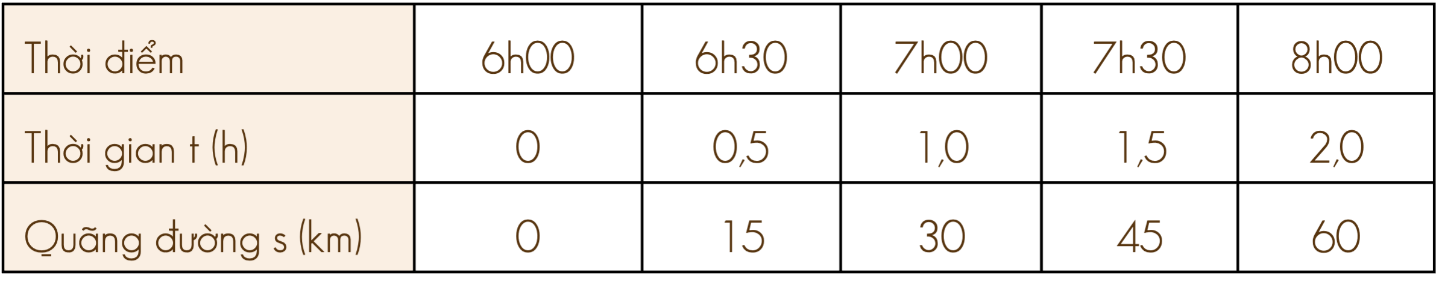 Thời điểm 6h00 6h30 7h00 7h30 8h00
Thời gian t (h) 0 0,5 1,0 1,5 2,0
Quãng đường s (km) 0 15 30 45 60